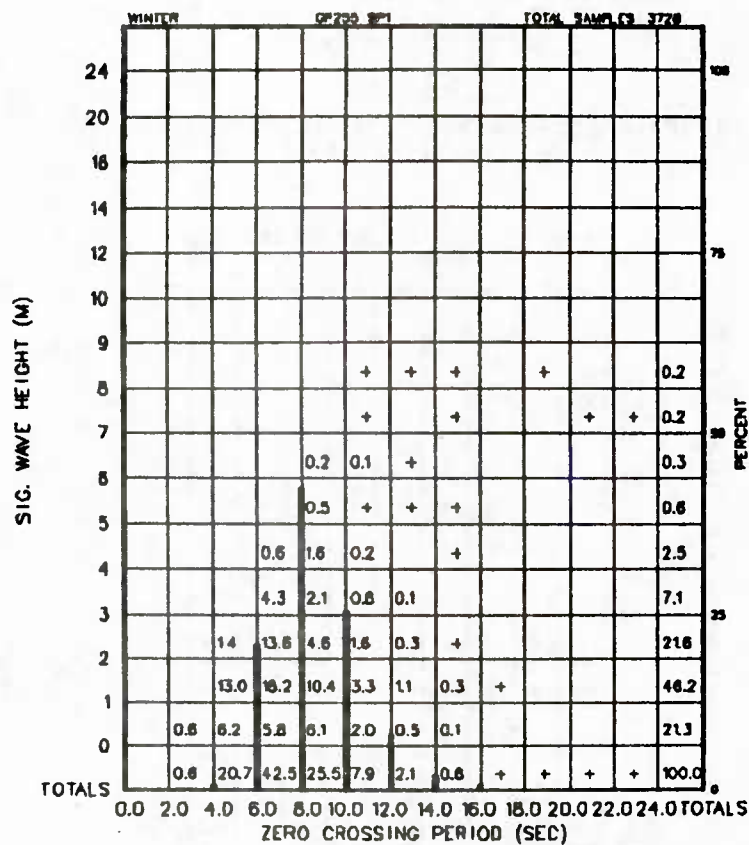 WINTER GP255 SP1 TOTAL SAMPLES 3728
24 100
20
16
14
12 75
10
9
+ + + + 0.2
8
+ + + + 0.2
7 50
0.2 0.1 + 0.3
6
0.5 + + + 0.6
5
0.6 1.6 0.2 + 2.5
4
4.3 2.1 0.6 0.1 7.1
3 25
1.4 13.6 4.6 1.6 0.3 + 21.6
2
13.0 18.2 10.4 3.3 1.1 0.3 + 46.2
1
0.6 6.2 5.8 6.1 2.0 0.5 0.1 21.3
0
0.6 20.7 42.5 25.5 7.9 2.1 0.6 + + + + 100.0
TOTALS 0
0.0 2.0 4.0 6.0 8.0 10.0 12.0 14.0 16.0 18.0 20.0 22.0 24.0 TOTALS
ZERO CROSSING PERIOD (SEC)
SIG. WAVE HEIGHT (M)
PERCENT